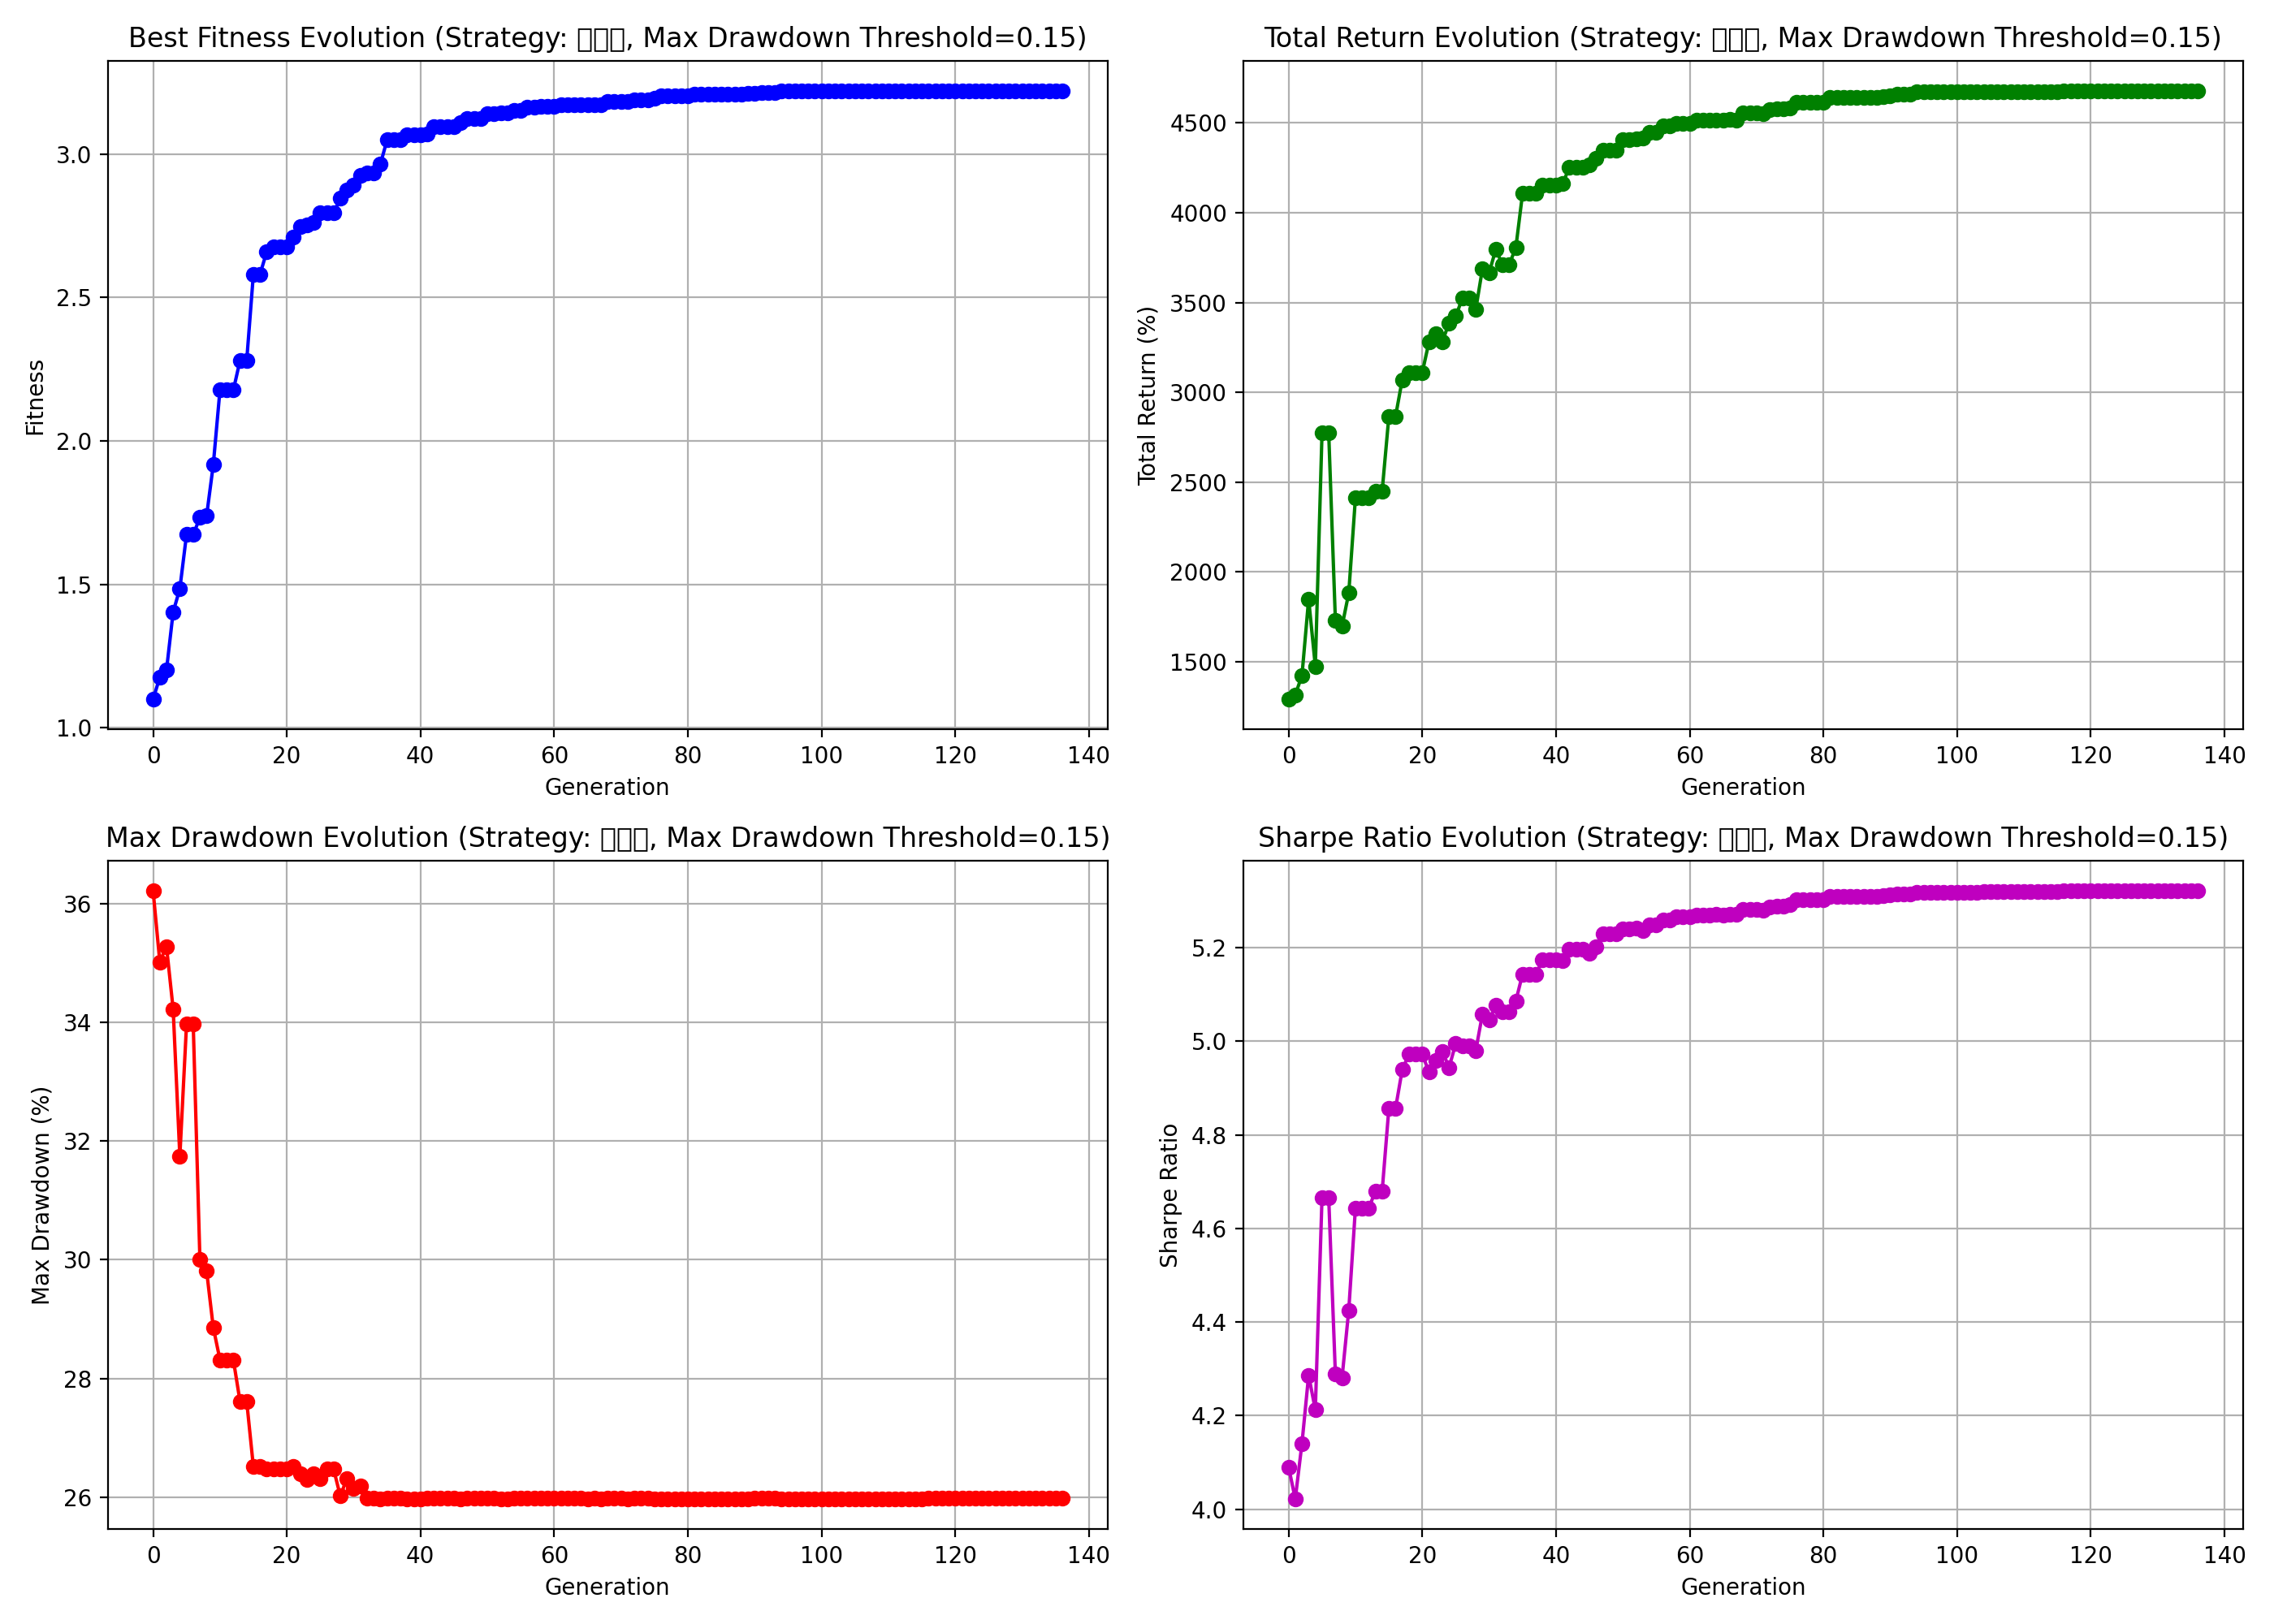 Best Fitness Evolution (Strategy: □□□, Max Drawdown Threshold=0.15)
Fitness
3.0
2.5
2.0
1.5
1.0
0 20 40 60 80 100 120 140
Generation
Total Return Evolution (Strategy: □□□, Max Drawdown Threshold=0.15)
Total Return (%)
4500
4000
3500
3000
2500
2000
1500
0 20 40 60 80 100 120 140
Generation
Max Drawdown Evolution (Strategy: □□□, Max Drawdown Threshold=0.15)
Max Drawdown (%)
36
34
32
30
28
26
0 20 40 60 80 100 120 140
Generation
Sharpe Ratio Evolution (Strategy: □□□, Max Drawdown Threshold=0.15)
Sharpe Ratio
5.2
5.0
4.8
4.6
4.4
4.2
4.0
0 20 40 60 80 100 120 140
Generation